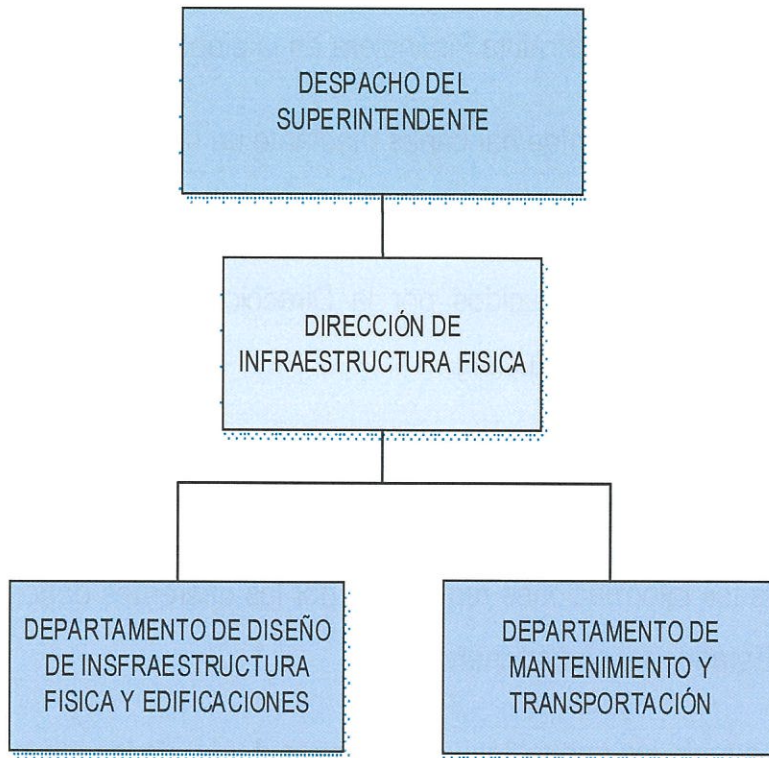 DESPACHO DEL
SUPERINTENDENTE
DIRECCIÓN DE
INFRAESTRUCTURA FISICA
DEPARTAMENTO DE DISEÑO
DE INSFRAESTRUCTURA
FISICA Y EDIFICACIONES
DEPARTAMENTO DE
MANTENIMIENTO Y
TRANSPORTACIÓN